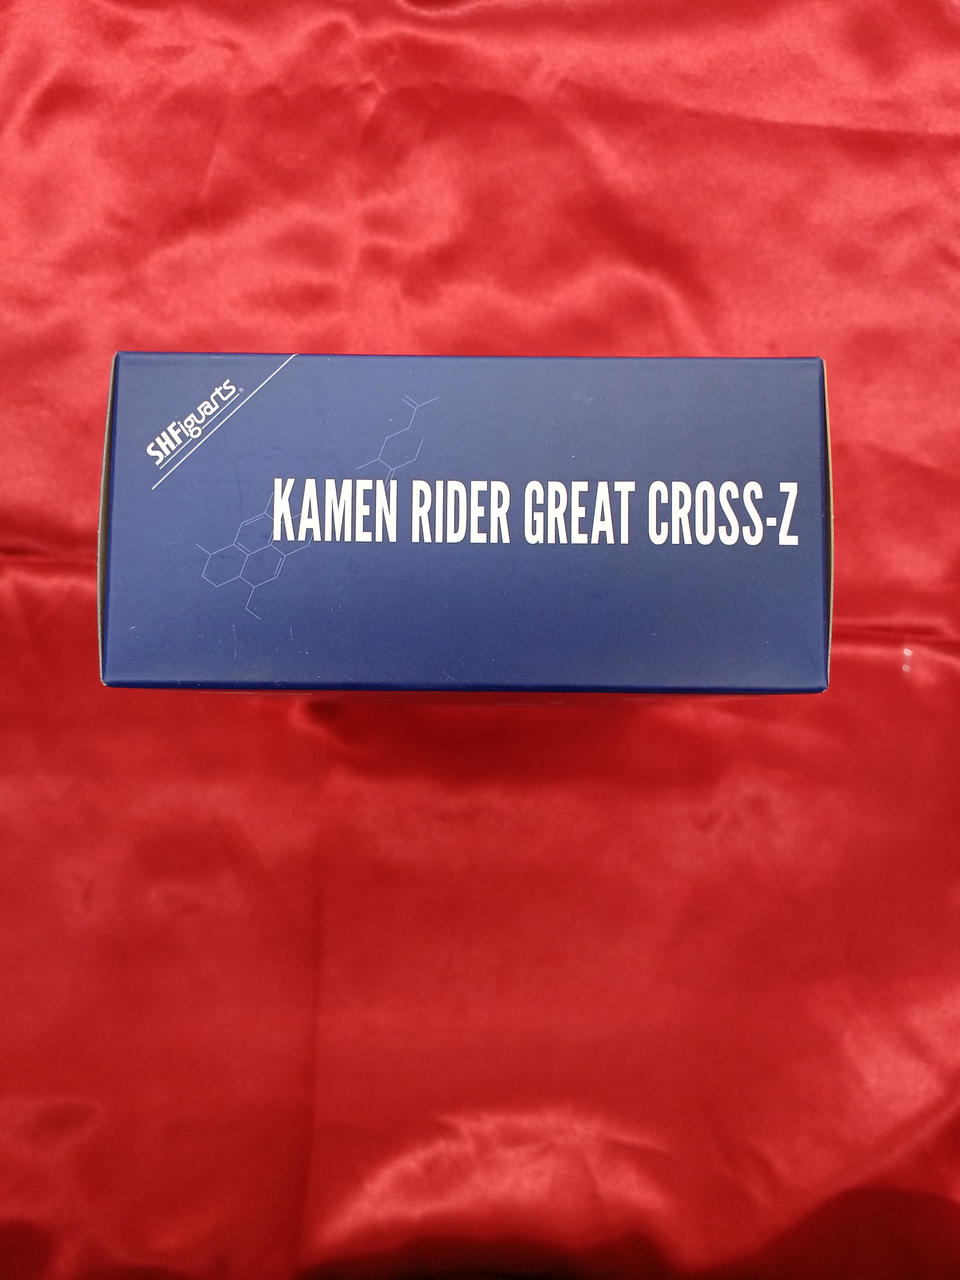 S.H.Figuarts®
KAMEN RIDER GREAT CROSS-Z